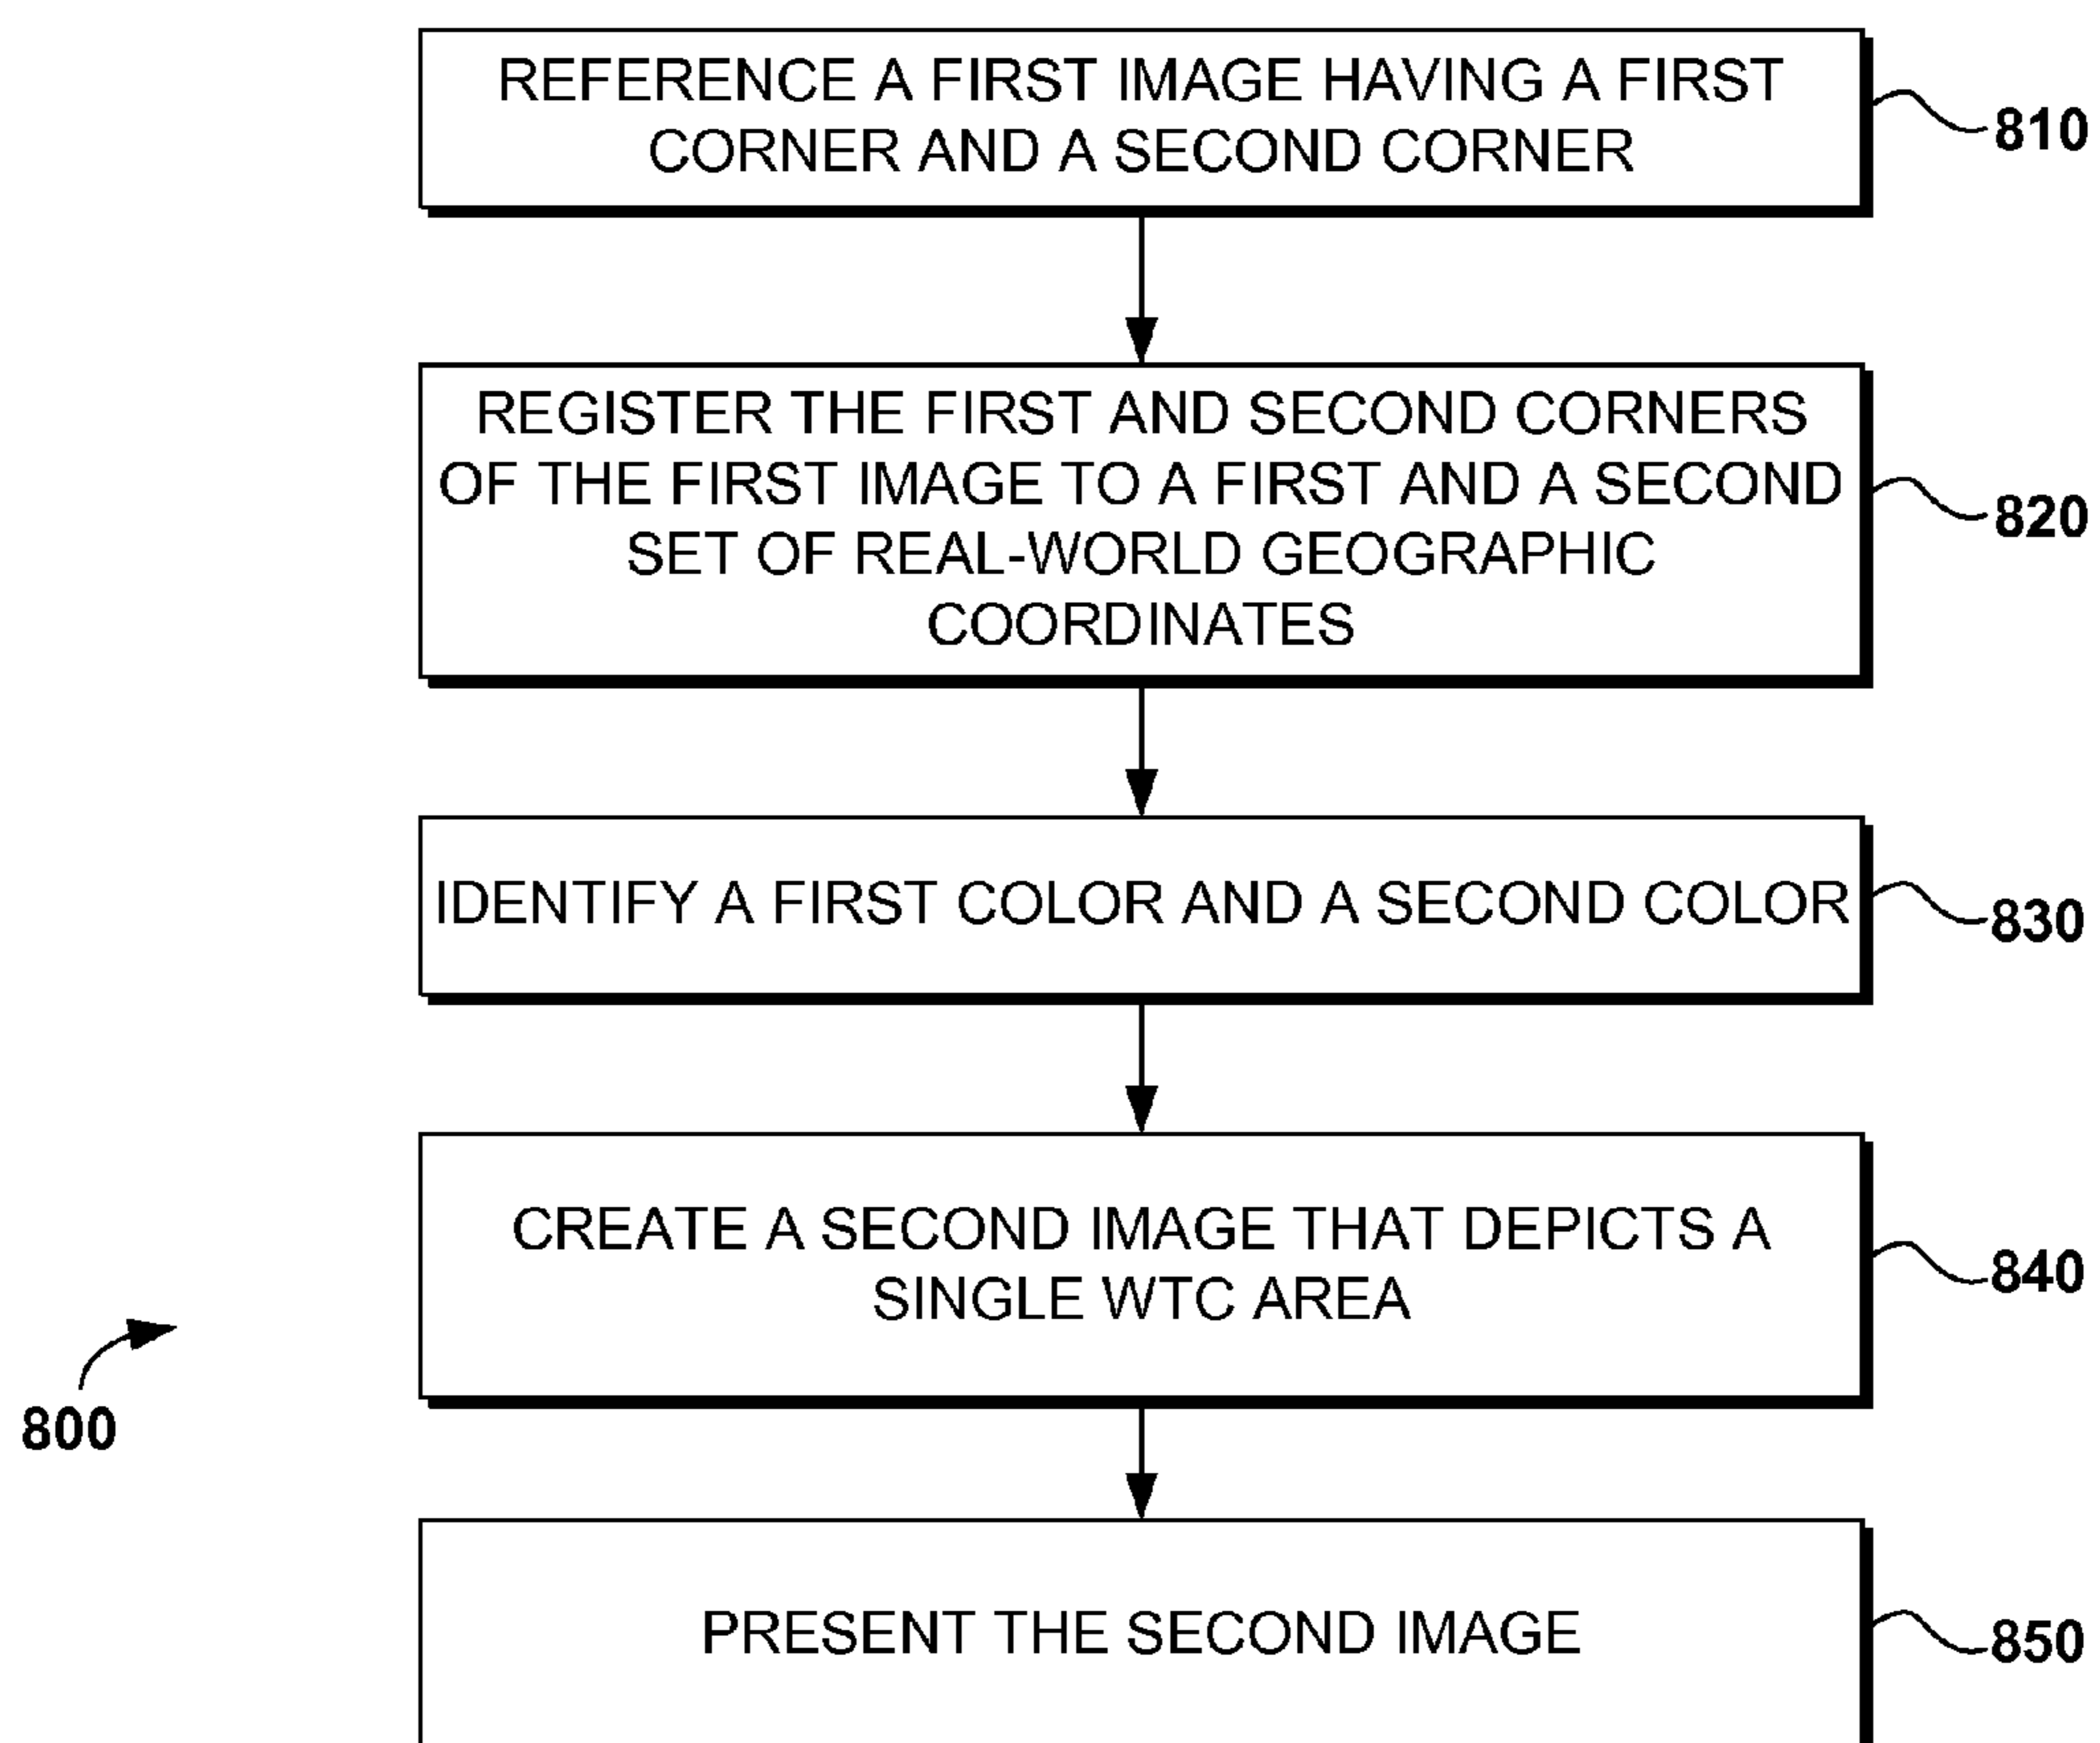 REFERENCE A FIRST IMAGE HAVING A FIRST
CORNER AND A SECOND CORNER
810
REGISTER THE FIRST AND SECOND CORNERS
OF THE FIRST IMAGE TO A FIRST AND A SECOND
SET OF REAL-WORLD GEOGRAPHIC
COORDINATES
820
IDENTIFY A FIRST COLOR AND A SECOND COLOR
830
CREATE A SECOND IMAGE THAT DEPICTS A
SINGLE WTC AREA
840
800
PRESENT THE SECOND IMAGE
850